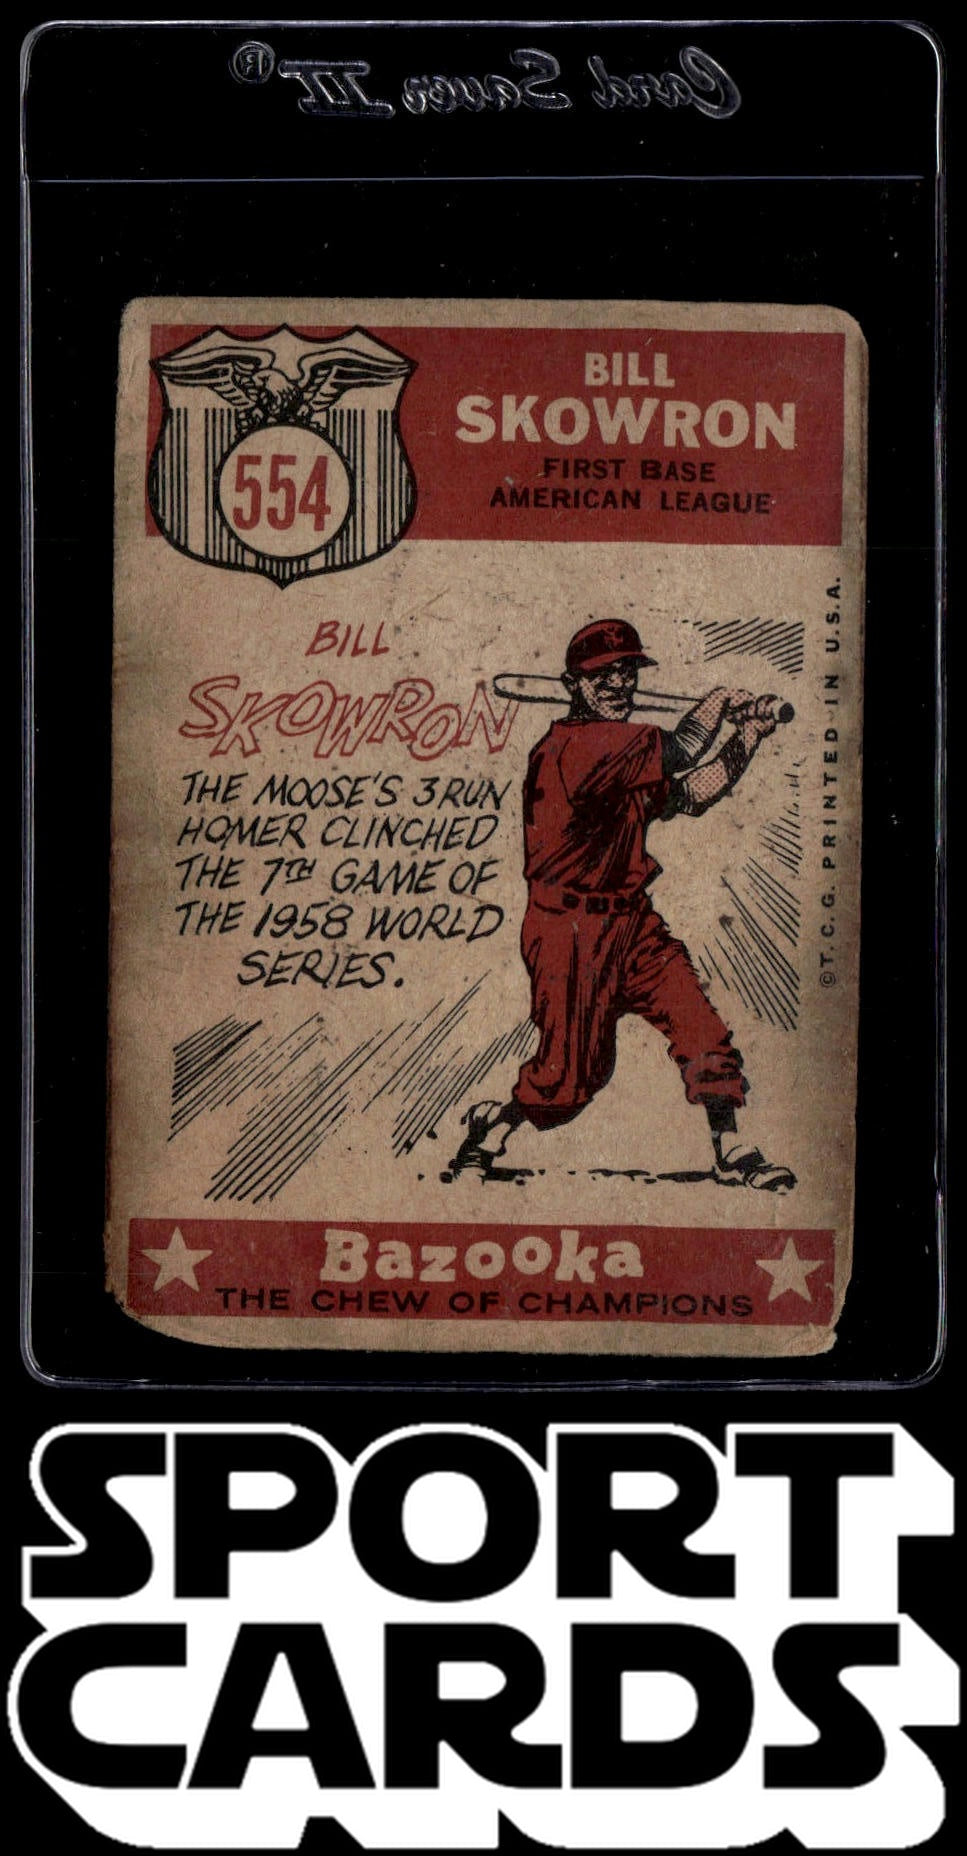 Card Saver III®
BILL
SKOWRON
FIRST BASE
AMERICAN LEAGUE
554
BILL
SKOWRON
THE MOOSE'S 3 RUN
HOMER CLINCHED
THE 7TH GAME OF
THE 1958 WORLD
SERIES.
© T. C. G. PRINTED IN U.S.A.
Bazooka
THE CHEW OF CHAMPIONS
SPORT
CARDS